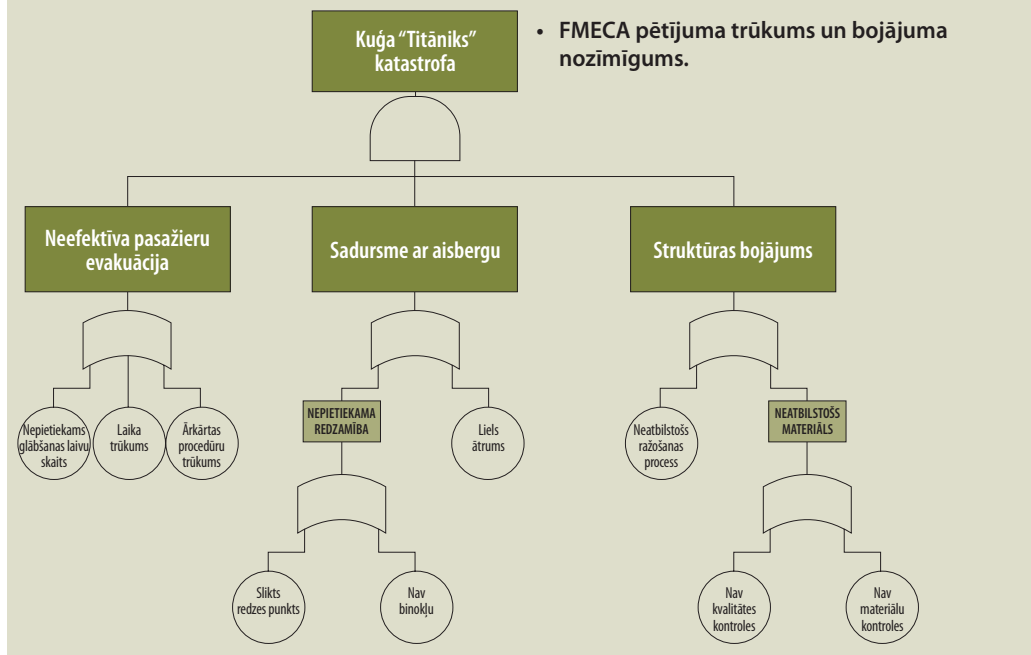 Kuģa “Titāniks”
katastrofa
• FMECA pētījuma trūkums un bojājuma
nozīmīgums.
Neefektīva pasažieru
evakuācija
Sadursme ar aisbergu
Struktūras bojājums
Nepietiekams
glābšanas laivu
skaits
Laika
trūkums
Ārkārtas
procedūru
trūkums
NEPIETIEKAMA
REDZAMĪBA
Liels
ātrums
Neatbilstošs
ražošanas
process
NEATBILSTOŠS
MATERIĀLS
Slikts
redzes punkts
Nav
binokļu
Nav
kvalitātes
kontroles
Nav
materiālu
kontroles